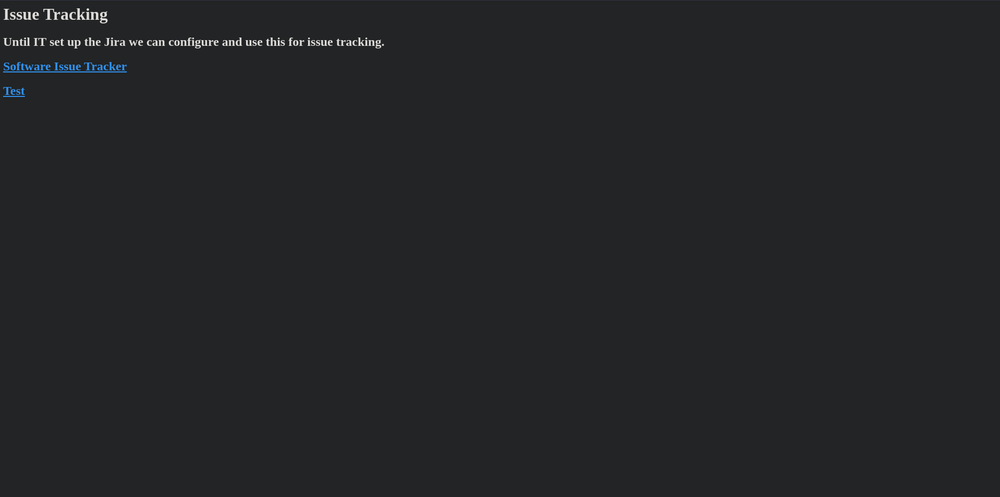 Issue Tracking
Until IT set up the Jira we can configure and use this for issue tracking.
Software Issue Tracker
Test